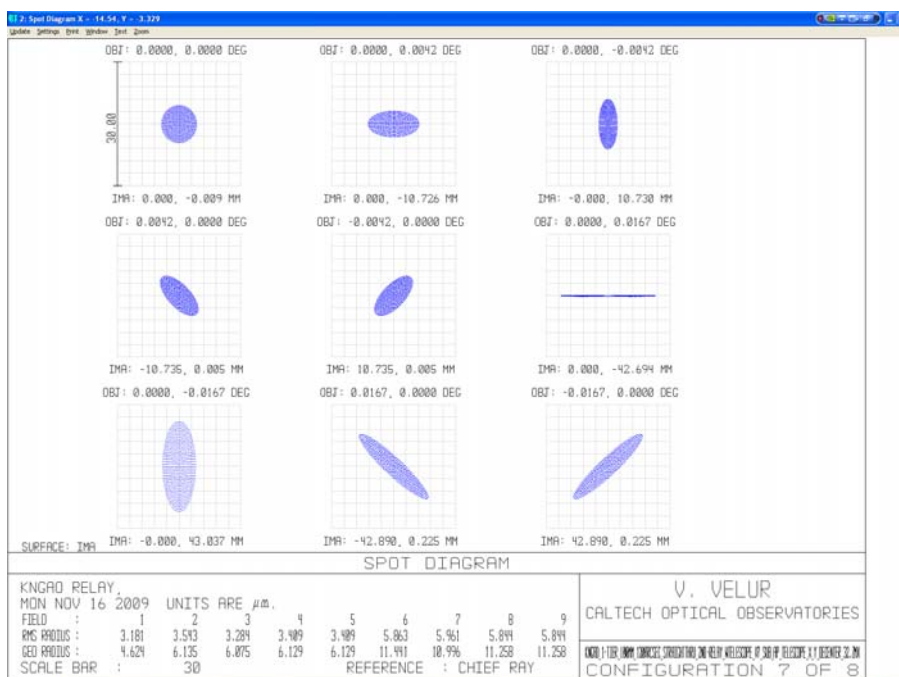 2: Spot Diagram X = -14.54, Y = -3.329
Update Settings Print Window Text Zoom
OBJ: 0.0000, 0.0000 DEG
OBJ: 0.0000, 0.0042 DEG
OBJ: 0.0000, -0.0042 DEG
30.00
IMA: 0.000, -0.009 MM
IMA: 0.000, -10.726 MM
IMA: -0.000, 10.730 MM
OBJ: 0.0042, 0.0000 DEG
OBJ: -0.0042, 0.0000 DEG
OBJ: 0.0000, 0.0167 DEG
IMA: -10.735, 0.005 MM
IMA: 10.735, 0.005 MM
IMA: 0.000, -42.694 MM
OBJ: 0.0000, -0.0167 DEG
OBJ: 0.0167, 0.0000 DEG
OBJ: -0.0167, 0.0000 DEG
IMA: -0.000, 43.037 MM
IMA: -42.890, 0.225 MM
IMA: 42.890, 0.225 MM
SURFACE: IMA
SPOT DIAGRAM
KNGAO RELAY,
MON NOV 16 2009 UNITS ARE µm.
FIELD : 1 2 3 4 5 6 7 8 9
RMS RADIUS : 3.181 3.543 3.284 3.409 3.409 5.863 5.961 5.844 5.844
GEO RADIUS : 4.624 6.135 6.075 6.129 6.129 11.441 10.996 11.258 11.258
SCALE BAR : 30 REFERENCE : CHIEF RAY
V. VELUR
CALTECH OPTICAL OBSERVATORIES
CONFIGURATION 7 OF 8